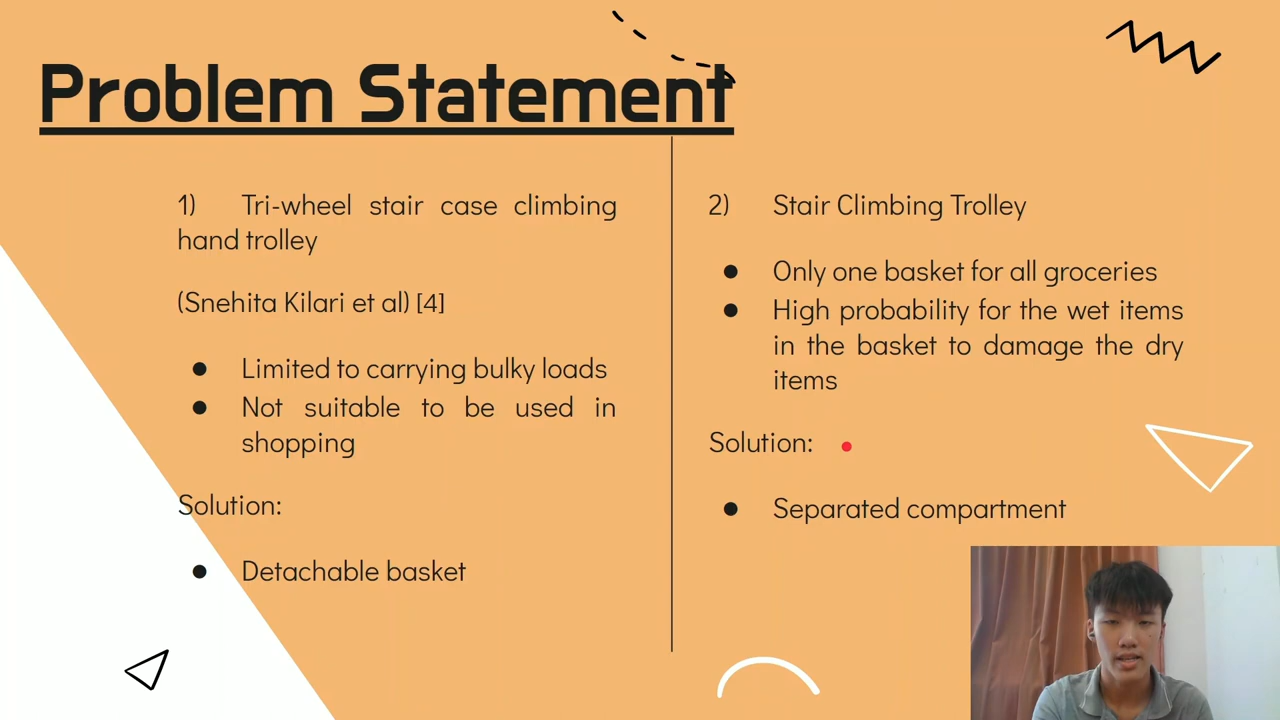 Problem Statement
1) Tri-wheel stair case climbing
hand trolley
(Snehita Kilari et al) [4]
● Limited to carrying bulky loads
● Not suitable to be used in
shopping
Solution:
● Detachable basket
2) Stair Climbing Trolley
● Only one basket for all groceries
● High probability for the wet items
in the basket to damage the dry
items
Solution:
● Separated compartment